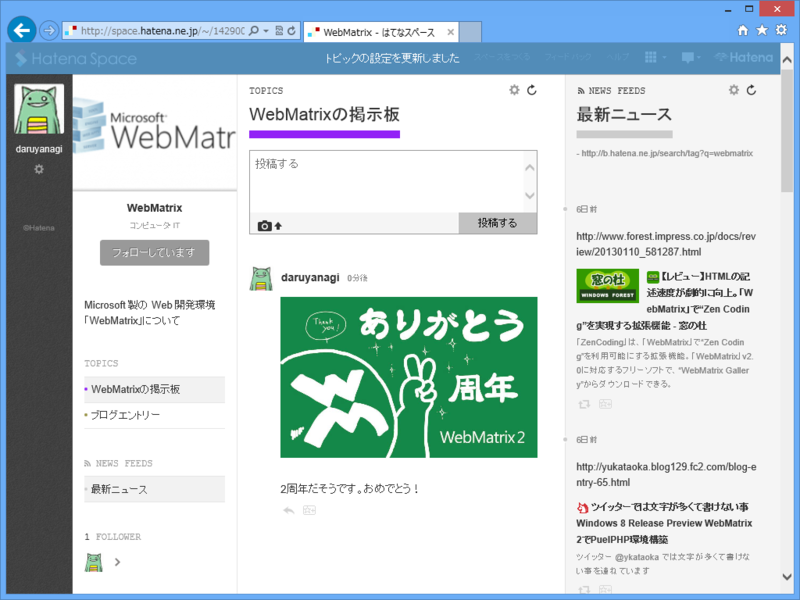 http://space.hatena.ne.jp/~/142900
WebMatrix - はてなスペース
Hatena Space
トピックの設定を更新しました
ヘルプ
Hatena
daruyanagi
©Hatena
Microsoft®
WebMatr
WebMatrix
コンピュータ・IT
フォローしています
Microsoft 製の Web 開発環境
「WebMatrix」について
TOPICS
WebMatrixの掲示板
ブログエントリー
NEWS FEEDS
最新ニュース
1 FOLLOWER
TOPICS
WebMatrixの掲示板
投稿する
投稿する
daruyanagi 0分後
Thank you!
ありがとう
2周年
WebMatrix 2
2周年だそうです。おめでとう！
NEWS FEEDS
最新ニュース
- http://b.hatena.ne.jp/search/tag?q=webmatrix
6日前
http://www.forest.impress.co.jp/docs/rev
iew/20130110_581287.html
窓の杜
WINDOWS FOREST
【レビュー】HTMLの記
述速度が劇的に向上。「W
ebMatrix」で“Zen Codin
g”を実現する拡張機能 - 窓の杜
「ZenCoding」は、「WebMatrix」で“Zen Codin
g”を利用可能にする拡張機能。「WebMatrix」v2.
0に対応するフリーソフトで、“WebMatrix Galler
y”からダウンロードできる。
6日前
http://yukataoka.blog129.fc2.com/blog-e
ntry-65.html
ツイッターでは文字が多くて書けない事
Windows 8 Release Preview WebMatrix
2でPuelPHP環境構築
ツイッター @ykataoka では文字が多くて書けな
い事を連ねています